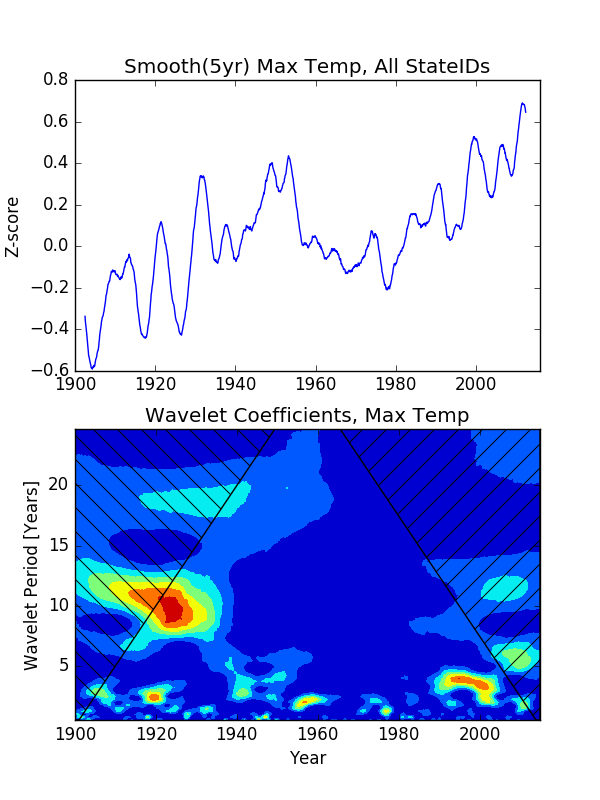 Smooth(5yr) Max Temp, All StateIDs
0.8
0.6
0.4
0.2
0.0
−0.2
−0.4
−0.6
Z-score
1900 1920 1940 1960 1980 2000
Wavelet Coefficients, Max Temp
20
15
10
5
Wavelet Period [Years]
1900 1920 1940 1960 1980 2000
Year